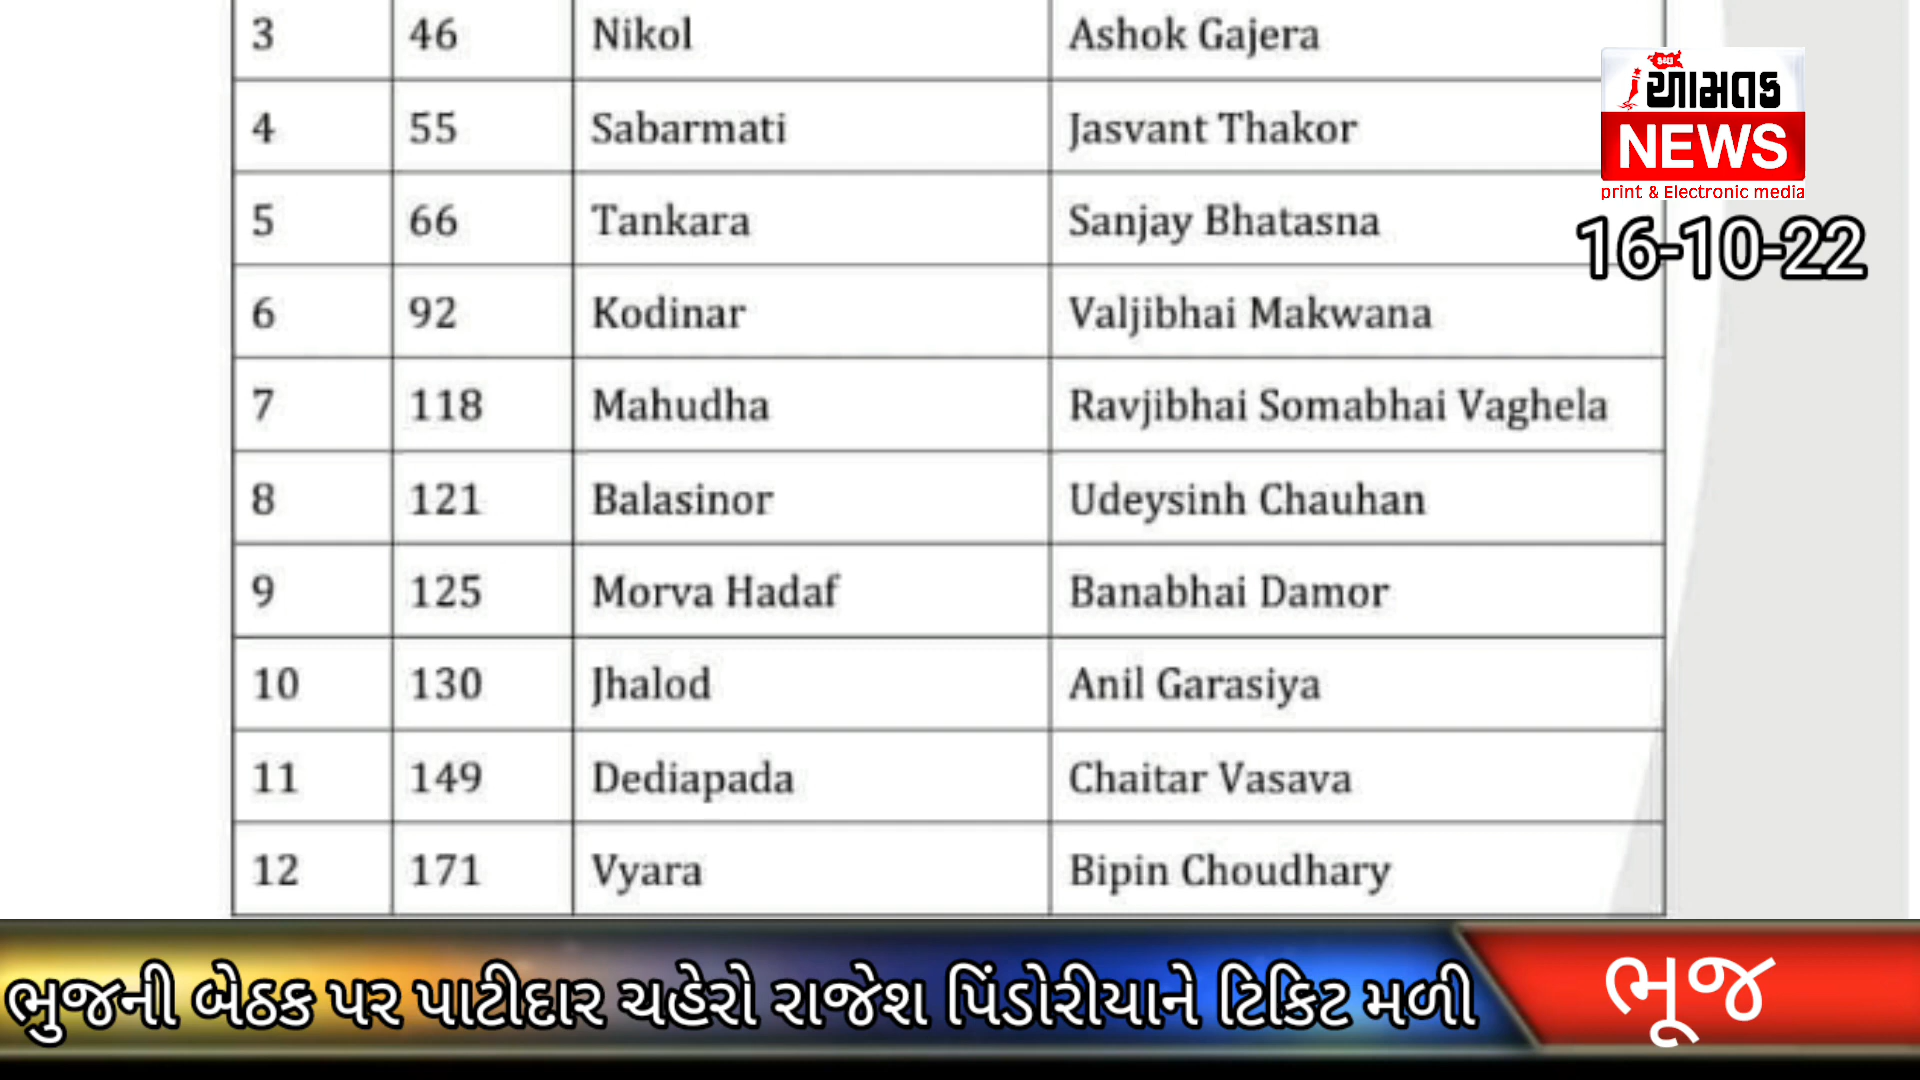 3 46 Nikol Ashok Gajera
4 55 Sabarmati Jasvant Thakor
5 66 Tankara Sanjay Bhatasna
6 92 Kodinar Valjibhai Makwana
7 118 Mahudha Ravjibhai Somabhai Vaghela
8 121 Balasinor Udeysinh Chauhan
9 125 Morva Hadaf Banabhai Damor
10 130 Jhalod Anil Garasiya
11 149 Dediapada Chaitar Vasava
12 171 Vyara Bipin Choudhary
કચ્છ
આમતક
NEWS
print & Electronic media
16-10-22
ભુજની બેઠક પર પાટીદાર ચહેરો રાજેશ પિંડોરીયાને ટિકિટ મળી
ભૂજ